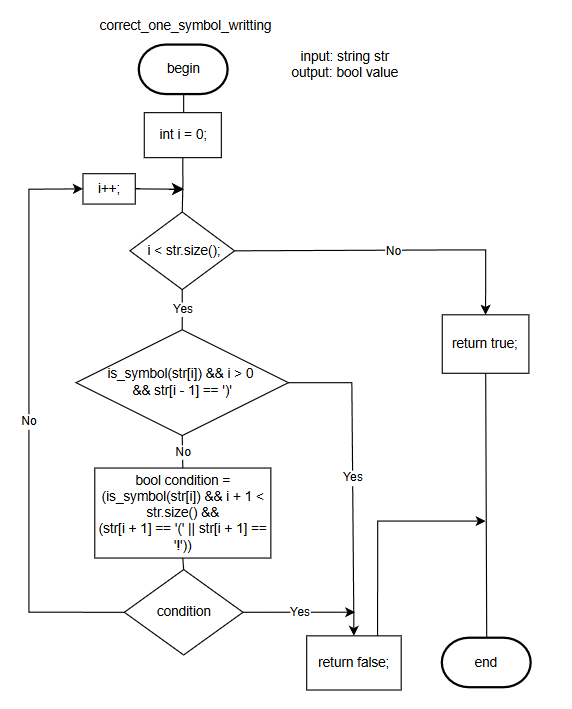 correct_one_symbol_writting
input: string str
output: bool value
begin
int i = 0;
i++;
i < str.size();
No
Yes
return true;
is_symbol(str[i]) && i > 0
&& str[i - 1] == ')'
No
No
Yes
bool condition =
(is_symbol(str[i]) && i + 1 <
str.size() &&
(str[i + 1] == '(' || str[i + 1] ==
'!'))
condition
Yes
return false;
end